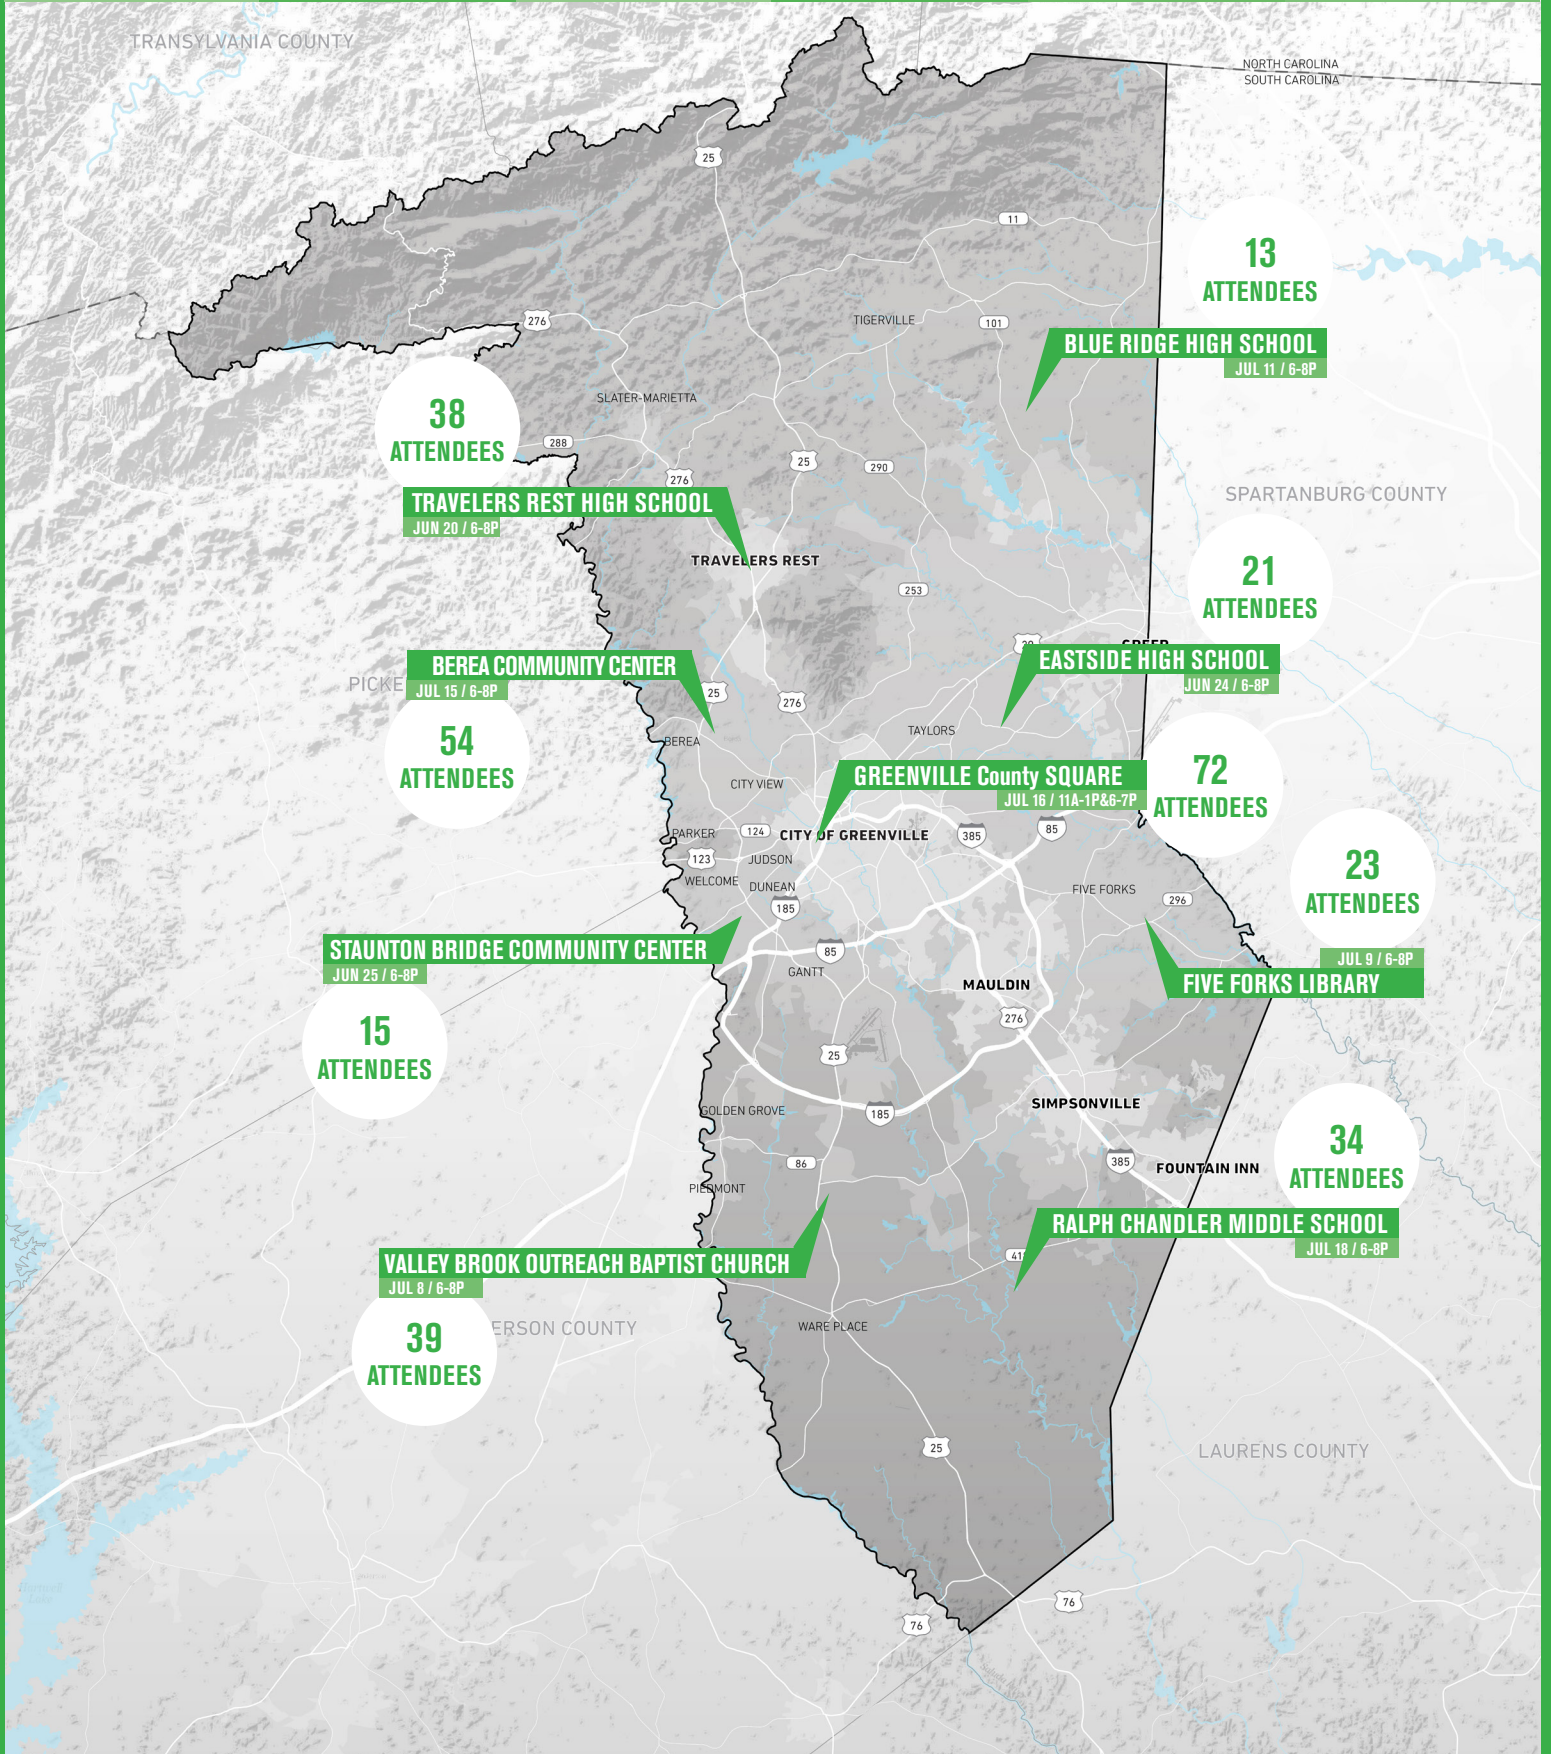 TRANSYLVANIA COUNTY
NORTH CAROLINA
SOUTH CAROLINA
25
11
13
ATTENDEES
276
TIGERVILLE
101
BLUE RIDGE HIGH SCHOOL
JUL 11 / 6-8P
38
ATTENDEES
SLATER-MARIETTA
288
25
290
276
TRAVELERS REST HIGH SCHOOL
JUN 20 / 6-8P
SPARTANBURG COUNTY
TRAVELERS REST
253
21
ATTENDEES
EASTSIDE HIGH SCHOOL
JUN 24 / 6-8P
BEREA COMMUNITY CENTER
JUL 15 / 6-8P
PICKE
25
276
54
ATTENDEES
BEREA
TAYLORS
CITY VIEW
GREENVILLE County SQUARE
JUL 16 / 11A-1P&6-7P
72
ATTENDEES
PARKER
124
CITY OF GREENVILLE
385
85
123
JUDSON
WELCOME
DUNEAN
185
FIVE FORKS
296
23
ATTENDEES
STAUNTON BRIDGE COMMUNITY CENTER
JUN 25 / 6-8P
85
GANTT
JUL 9 / 6-8P
FIVE FORKS LIBRARY
MAULDIN
276
15
ATTENDEES
25
GOLDEN GROVE
185
SIMPSONVILLE
34
ATTENDEES
86
385
FOUNTAIN INN
PIEDMONT
RALPH CHANDLER MIDDLE SCHOOL
JUL 18 / 6-8P
VALLEY BROOK OUTREACH BAPTIST CHURCH
JUL 8 / 6-8P
39
ATTENDEES
ERSON COUNTY
WARE PLACE
25
LAURENS COUNTY
76
76